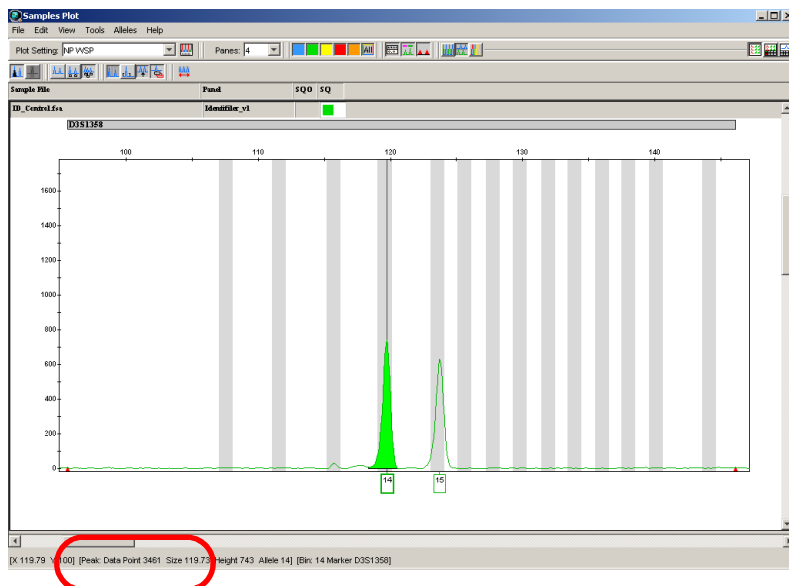 Samples Plot
File Edit View Tools Alleles Help
Plot Setting: NP WSP Panes: 4 All
Sample File Panel SQO SQ
ID_Control.fsa Identifiler_v1
D3S1358
100 110 120 130 140
1600
1400
1200
1000
800
600
400
200
0
14 15
[X 119.79 Y 100] [Peak: Data Point 3461 Size 119.73 Height 743 Allele 14] [Bin: 14 Marker D3S1358]